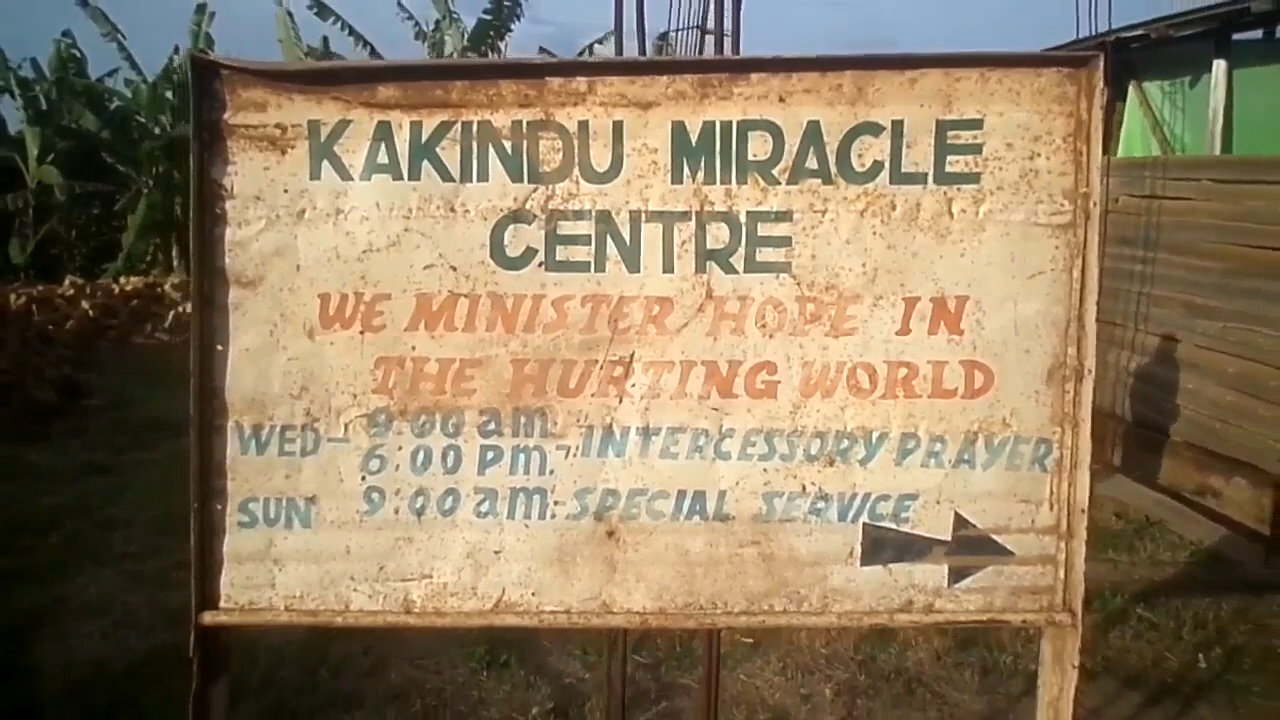 KAKINDU MIRACLE
CENTRE
WE MINISTER HOPE IN
THE HURTING WORLD
WED- 9:00 am
6:00 Pm.-:INTERCESSORY PRAYER
SUN 9:00 am:-SPECIAL SERVICE